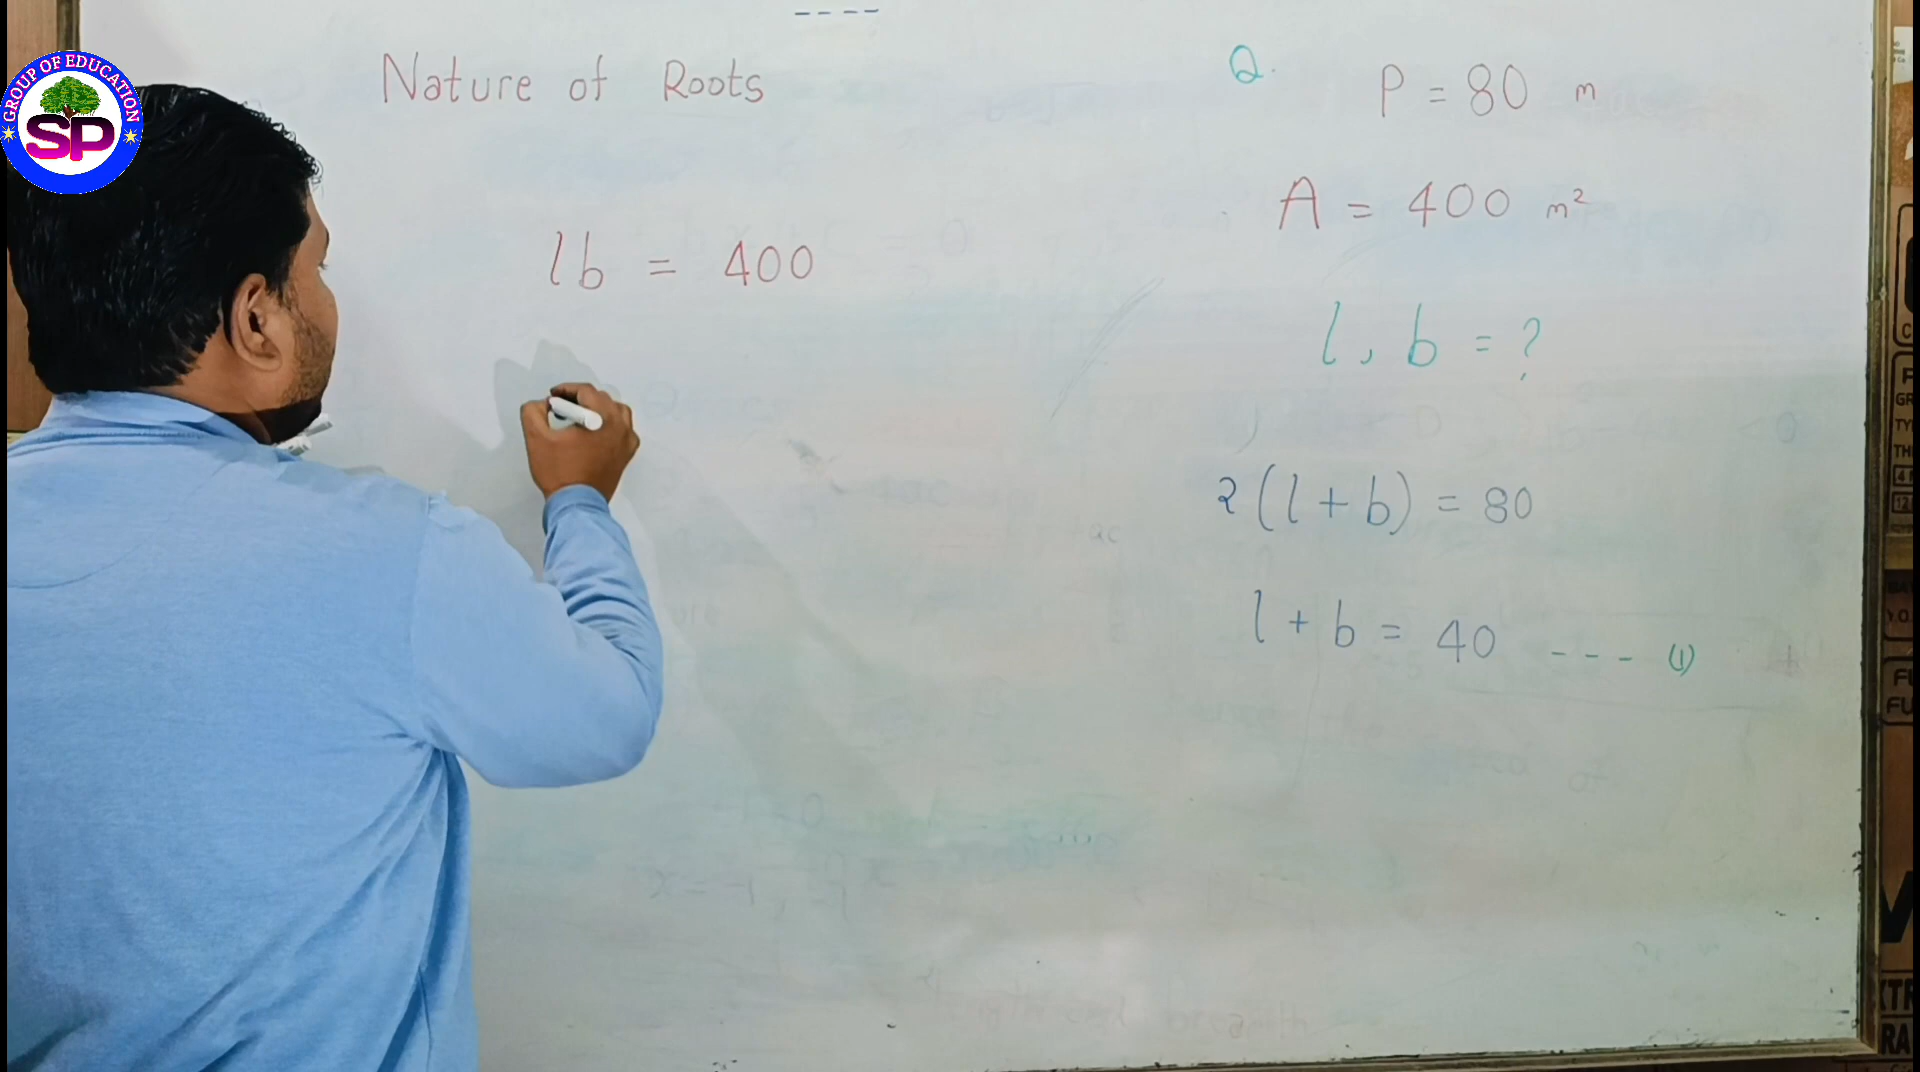 GROUP OF EDUCATION
SP
Nature of Roots
lb = 400
Q. P = 80 m
A = 400 m²
l, b = ?
2(l + b) = 80
l + b = 40 --- (1)